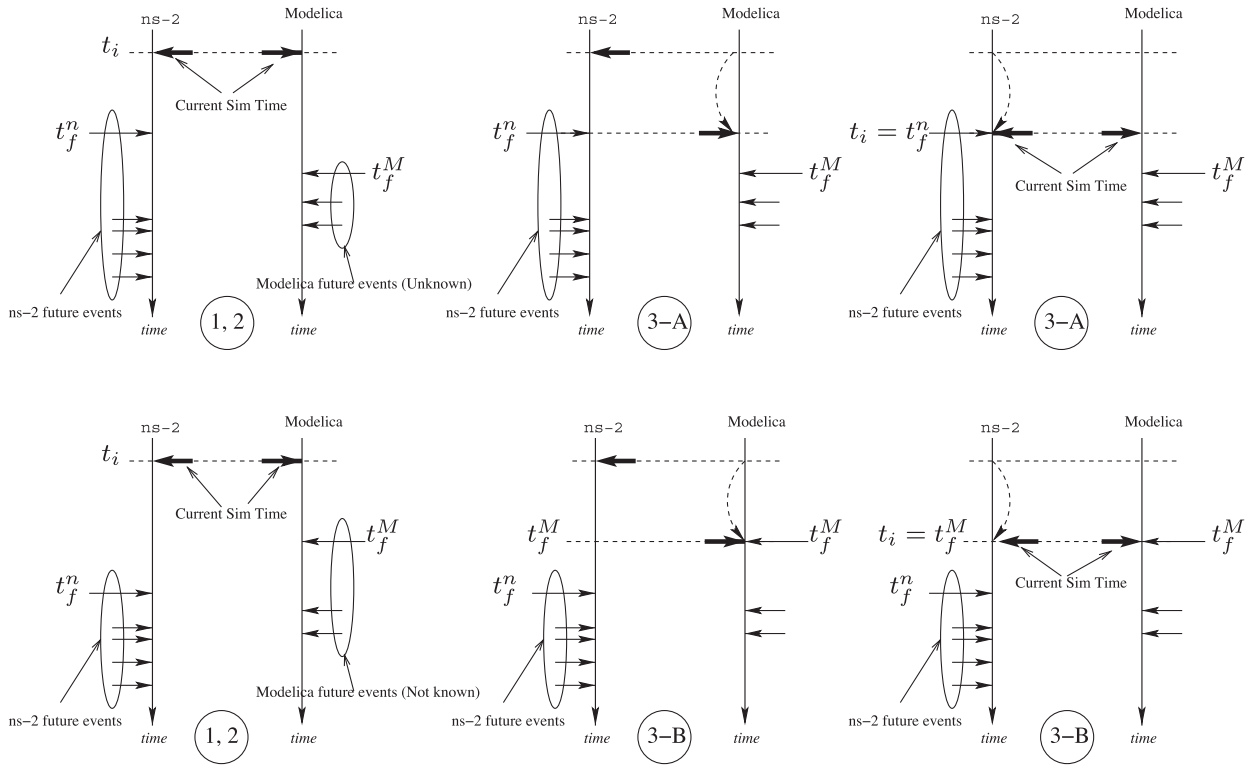 ns-2
Modelica
t_i
Current Sim Time
t_f^n
t_f^M
Modelica future events (Unknown)
ns-2 future events
time
1, 2
time
ns-2
Modelica
t_f^n
t_f^M
ns-2 future events
time
3-A
time
ns-2
Modelica
t_i = t_f^n
Current Sim Time
t_f^M
ns-2 future events
time
3-A
time
ns-2
Modelica
t_i
Current Sim Time
t_f^M
t_f^n
Modelica future events (Not known)
ns-2 future events
time
1, 2
time
ns-2
Modelica
t_f^M
t_f^M
t_f^n
ns-2 future events
time
3-B
time
ns-2
Modelica
t_i = t_f^M
t_f^M
Current Sim Time
t_f^n
ns-2 future events
time
3-B
time